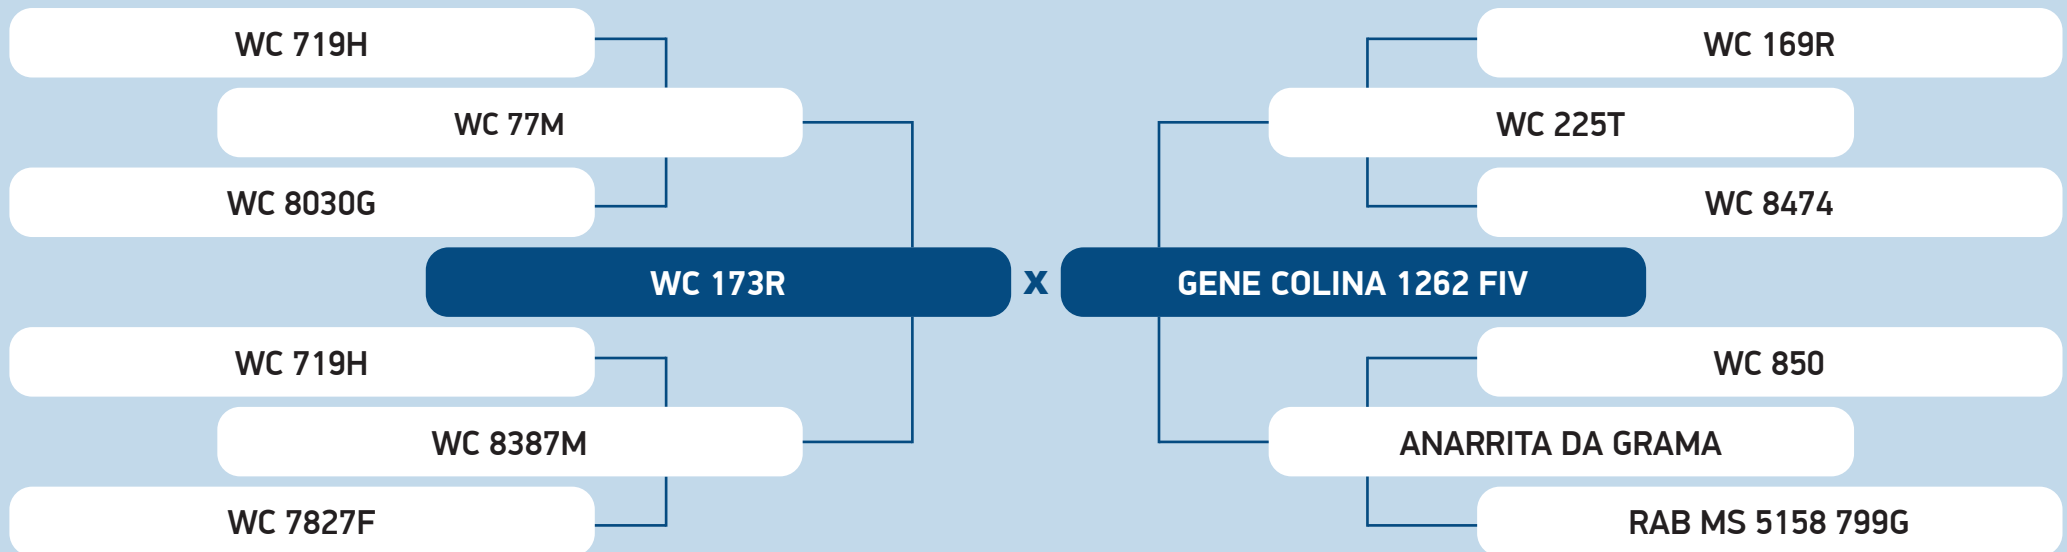 WC 719H
WC 169R
WC 77M
WC 225T
WC 8030G
WC 8474
WC 173R
X
GENE COLINA 1262 FIV
WC 719H
WC 850
WC 8387M
ANARRITA DA GRAMA
WC 7827F
RAB MS 5158 799G